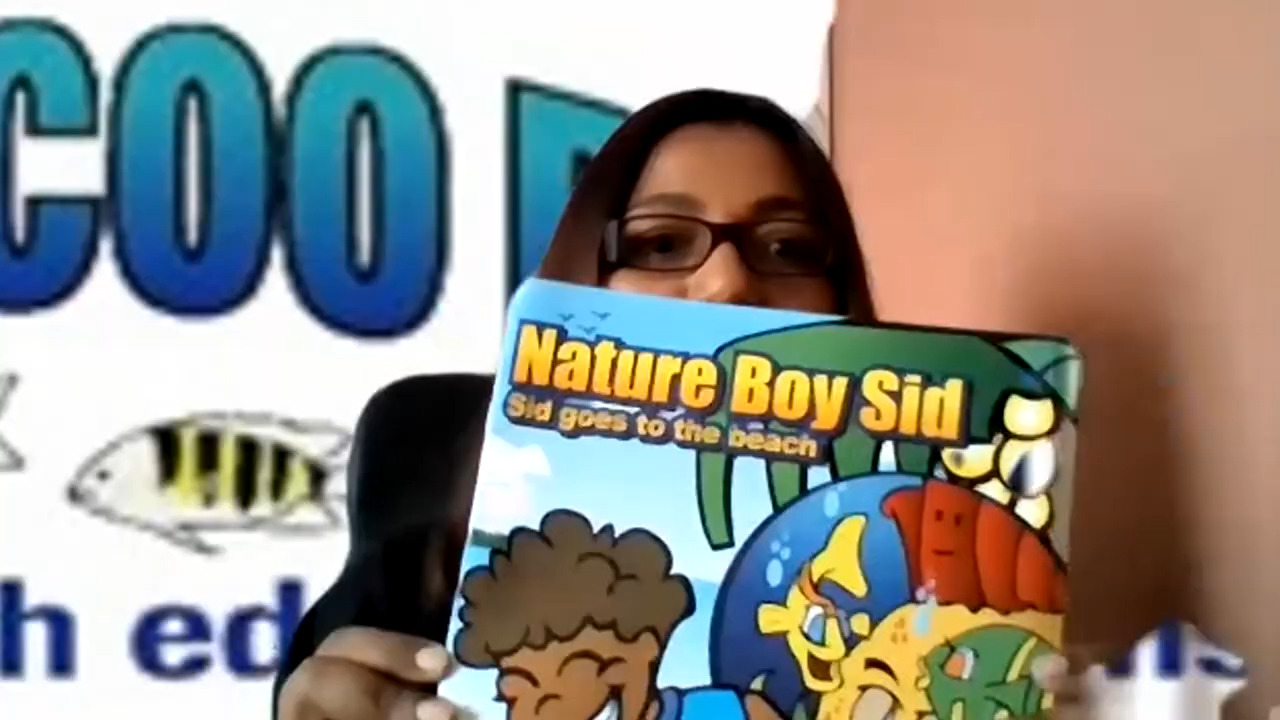 COO
Nature Boy Sid
Sid goes to the beach
h ed